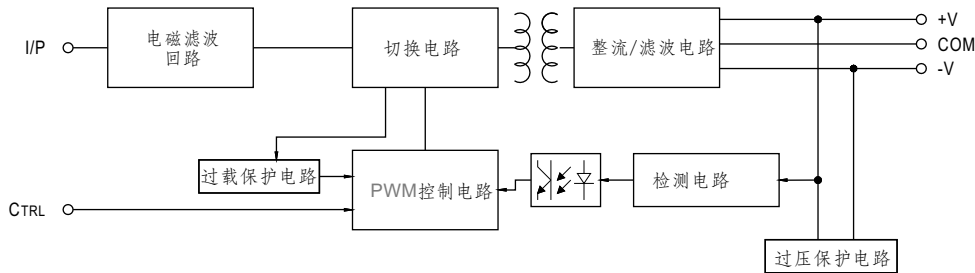 I/P
电磁滤波
回路
切换电路
整流/滤波电路
+V
COM
-V
过载保护电路
PWM控制电路
检测电路
CTRL
过压保护电路